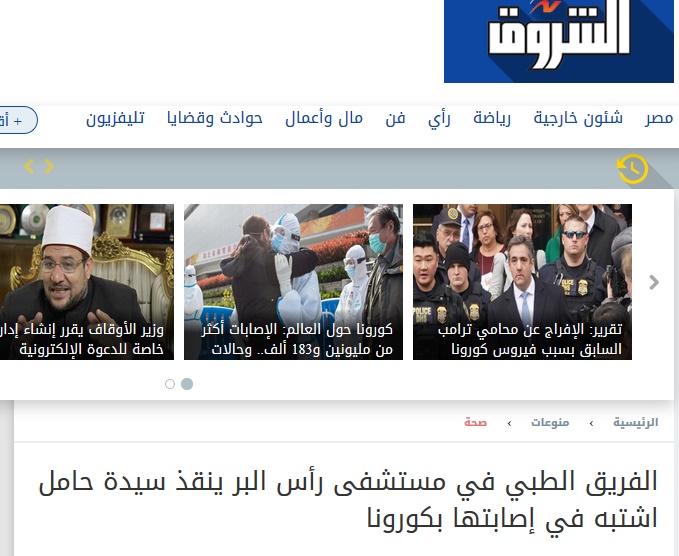 الشروق
مصر شئون خارجية رياضة رأي فن مال وأعمال حوادث وقضايا تليفزيون
تقرير: الإفراج عن محامي ترامب
السابق بسبب فيروس كورونا
كورونا حول العالم: الإصابات أكثر
من مليونين و183 ألف.. وحالات
وزير الأوقاف يقرر إنشاء
خاصة للدعوة الإلكترونية
الرئيسية › منوعات › صحة
الفريق الطبي في مستشفى رأس البر ينقذ سيدة حامل
اشتبه في إصابتها بكورونا